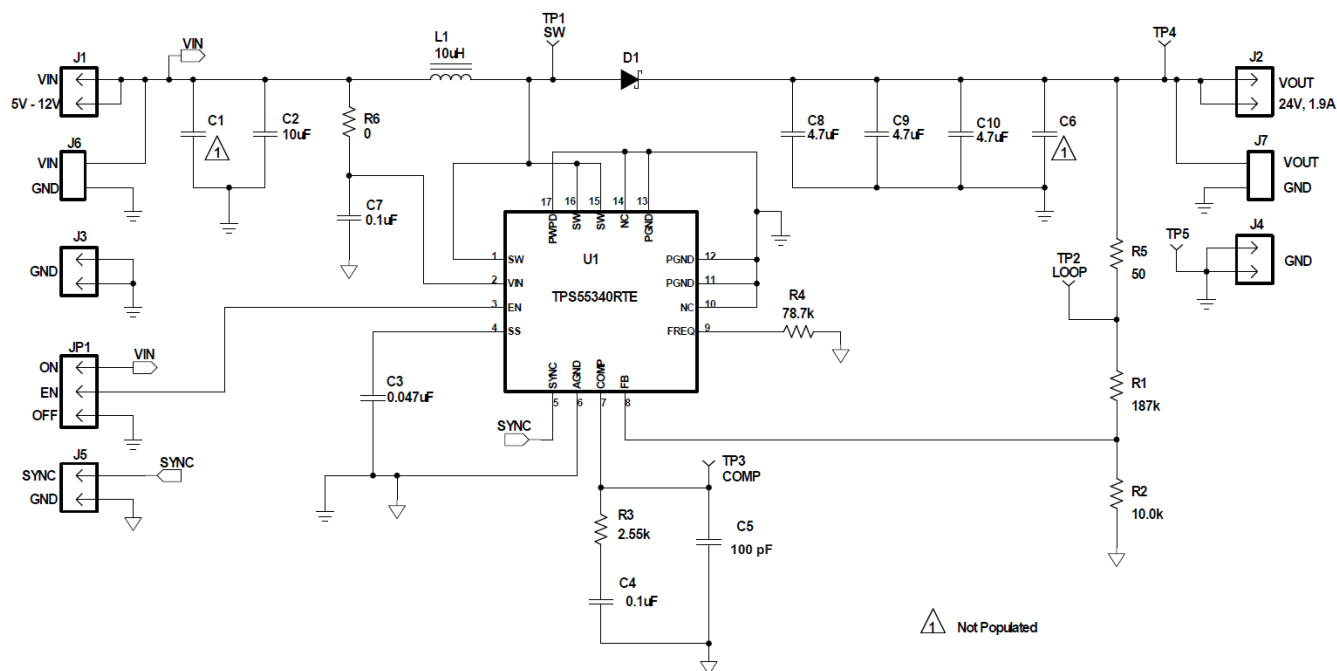 TP1
SW
L1
10uH
D1
TP4
VIN
J1
VIN
5V - 12V
J2
VOUT
24V, 1.9A
C1
1
C2
10uF
R6
0
C8
4.7uF
C9
4.7uF
C10
4.7uF
C6
1
J6
VIN
GND
J7
VOUT
GND
C7
0.1uF
17
16
15
14
13
PWPD
SW
SW
NC
PGND
U1
TPS55340RTE
1
SW
2
VIN
3
EN
4
SS
PGND
12
PGND
11
NC
10
FREQ
9
SYNC
AGND
COMP
FB
5
6
7
8
J3
GND
TP2
LOOP
R5
50
TP5
J4
GND
R4
78.7k
JP1
ON
EN
OFF
VIN
C3
0.047uF
R1
187k
SYNC
J5
SYNC
GND
SYNC
TP3
COMP
R2
10.0k
R3
2.55k
C5
100 pF
C4
0.1uF
1
Not Populated